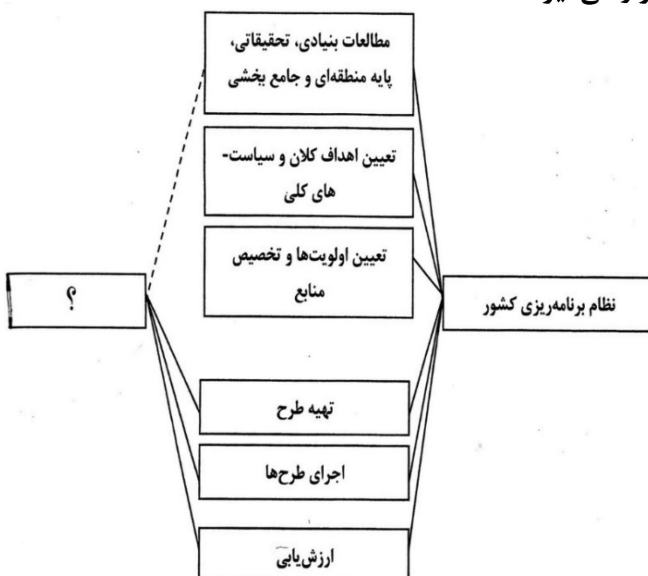 مطالعات بنیادی، تحقیقاتی،
پایه منطقه‌ای و جامع بخشی
تعیین اهداف کلان و سیاست-
های کلی
تعیین اولویت‌ها و تخصیص
منابع
نظام برنامه‌ریزی کشور
؟
تهیه طرح
اجرای طرح‌ها
ارزش‌یابی